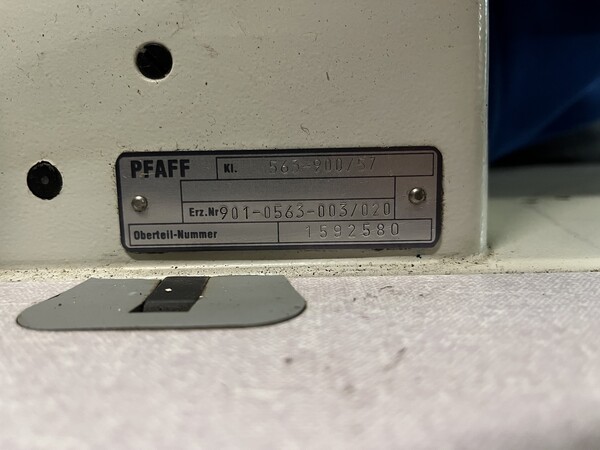 PFAFF Kl. 563-900/57
Erz.Nr 901-0563-003/020
Oberteil-Nummer 1592580